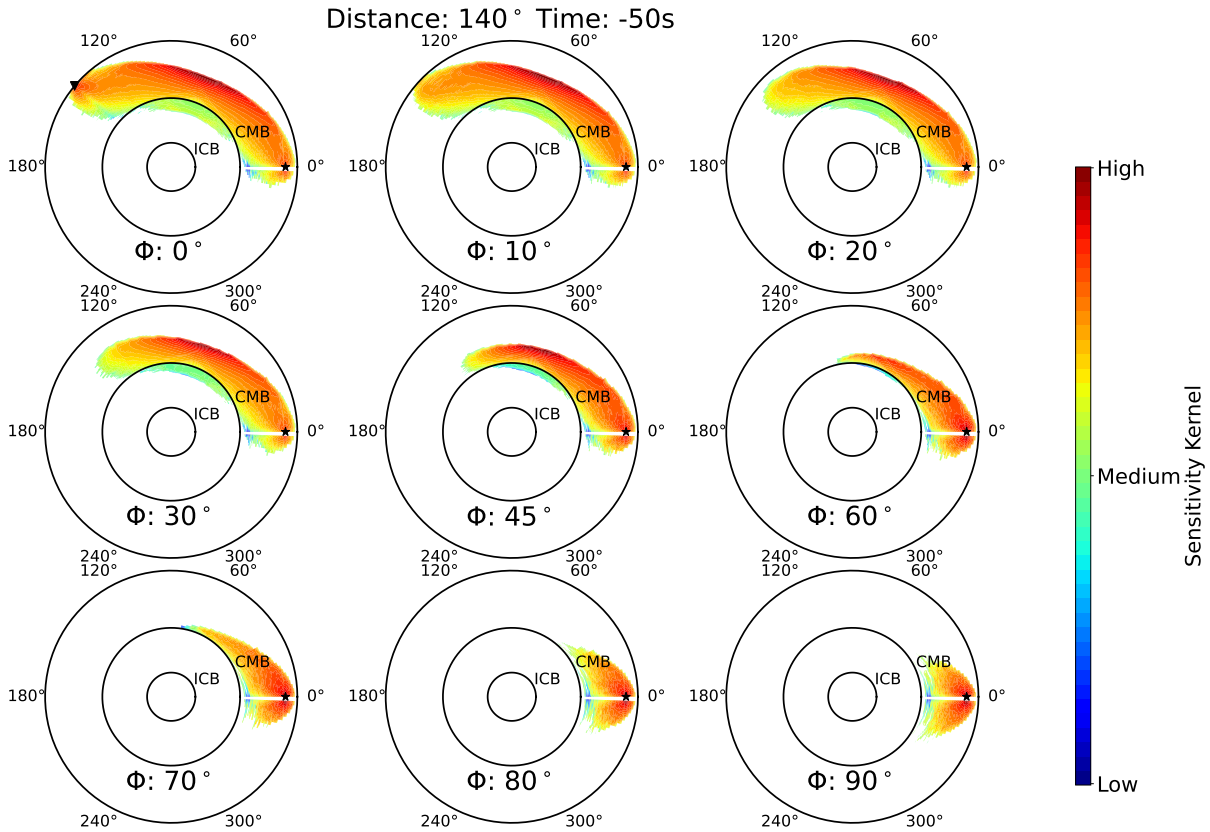 Distance: 140° Time: -50s
120° 60° 120° 60° 120° 60°
CMB CMB CMB
ICB ICB ICB
180° 0° 180° 0° 180° 0°
Φ: 0° Φ: 10° Φ: 20°
240° 300° 240° 300° 240° 300°
120° 60° 120° 60° 120° 60°
CMB CMB CMB
ICB ICB ICB
180° 0° 180° 0° 180° 0°
Φ: 30° Φ: 45° Φ: 60°
240° 300° 240° 300° 240° 300°
120° 60° 120° 60° 120° 60°
CMB CMB CMB
ICB ICB ICB
180° 0° 180° 0° 180° 0°
Φ: 70° Φ: 80° Φ: 90°
240° 300° 240° 300° 240° 300°
High
Medium
Low
Sensitivity Kernel